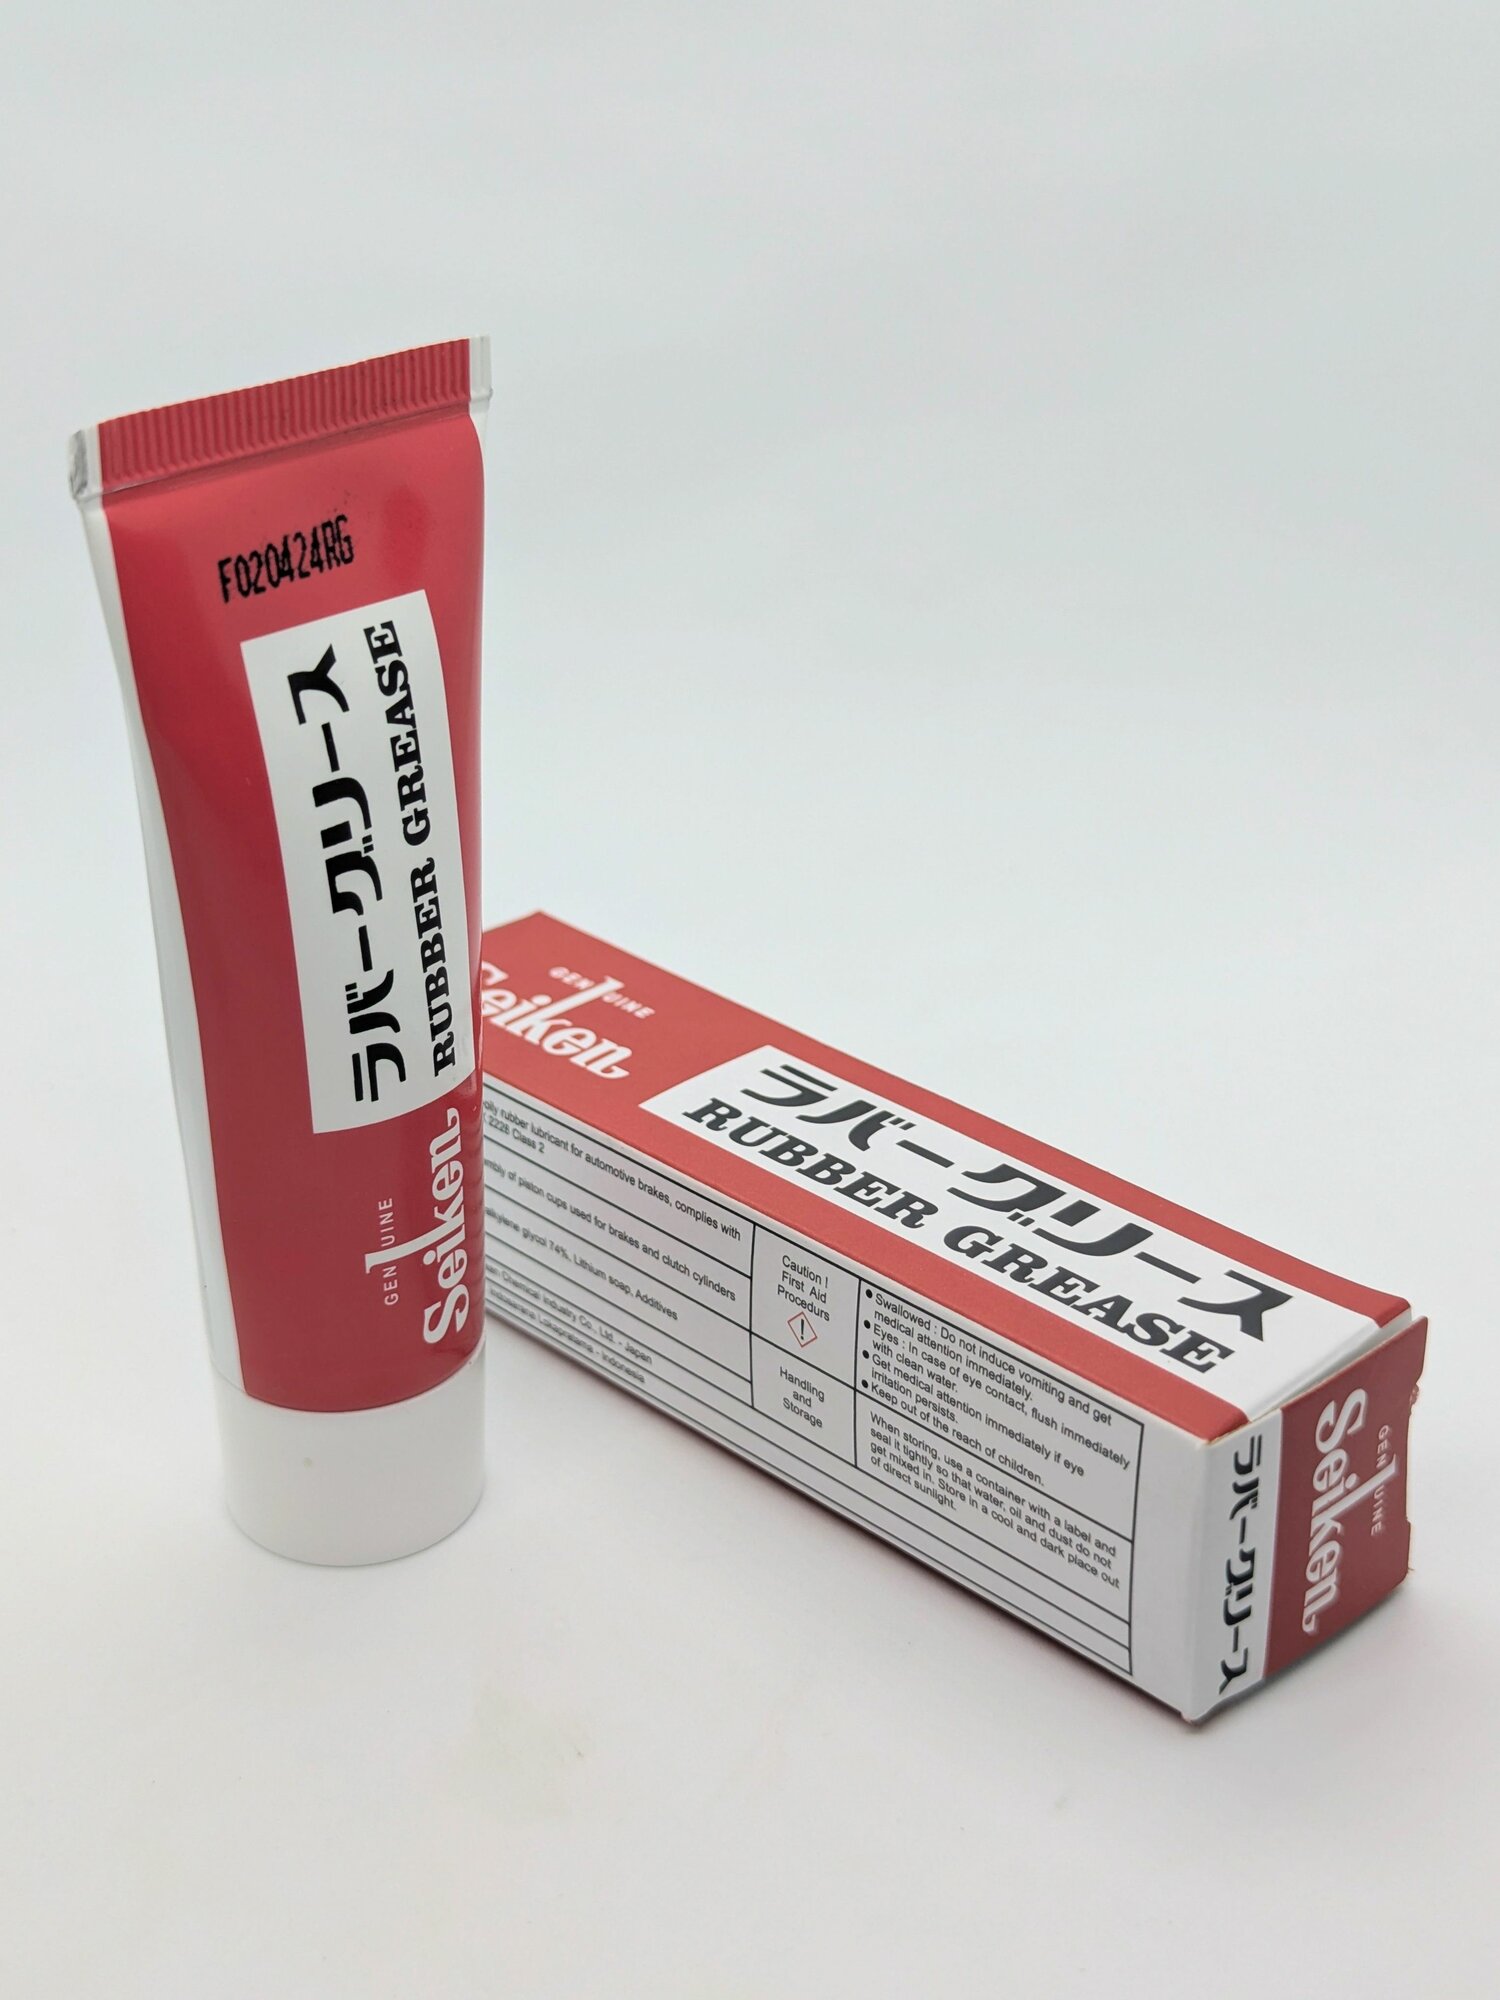 F020424RG
ラバーグリース
RUBBER GREASE
GENUINE
Seiken
GENUINE
Seiken
ラバーグリース
RUBBER GREASE
rubber lubricant for automotive brakes, complies with
2228 Class 2
of piston cups used for brakes and clutch cylinders
glycol 74%, Lithium soap, Additives
Chemical Industry Co., Ltd. - Japan
Lokapratama - Indonesia
Caution !
First Aid
Procedurs
!
● Swallowed : Do not induce vomiting and get
medical attention immediately.
● Eyes : In case of eye contact, flush immediately
with clean water.
● Get medical attention immediately if eye
irritation persists.
● Keep out of the reach of children.
Handling
and
Storage
When storing, use a container with a label and
seal it tightly so that water, oil and dust do not
get mixed in. Store in a cool and dark place out
of direct sunlight.
ラバーグリース
GENUINE
Seiken